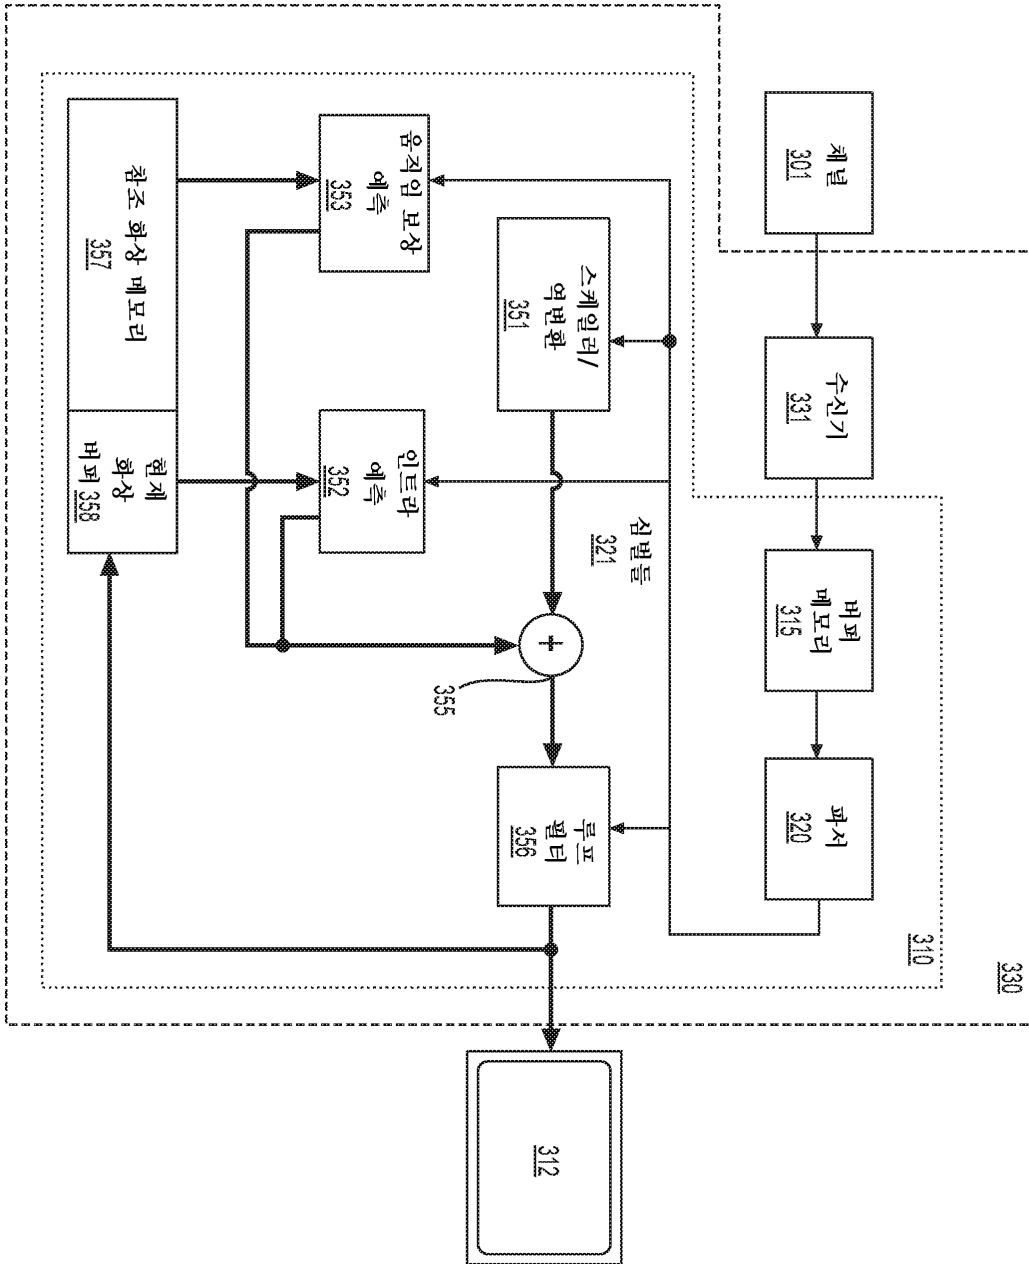 330
310
채널
301
수신기
331
버퍼
메모리
315
파서
320
심벌들
321
스케일러/
역변환
351
+
355
루프
필터
356
312
움직임 보상
예측
353
인트라
예측
352
참조 화상 메모리
357
현재
화상
버퍼 358